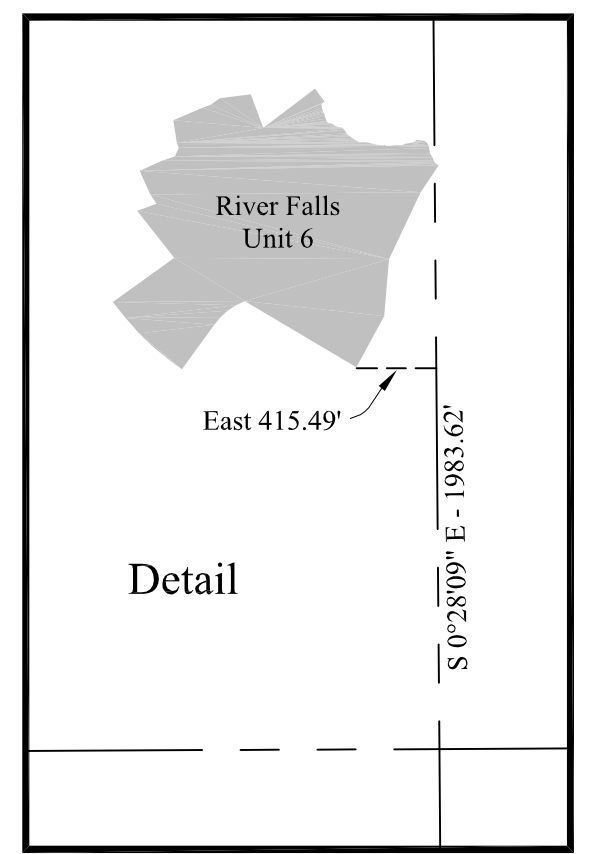 River Falls
Unit 6
East 415.49'
S 0°28'09" E - 1983.62'
Detail